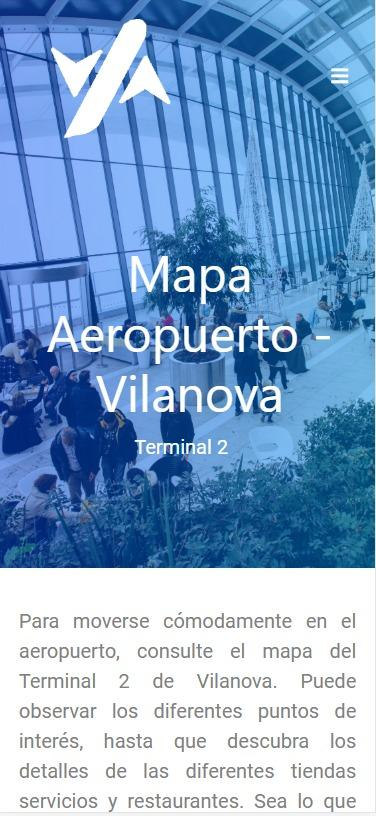 Mapa
Aeropuerto -
Vilanova
Terminal 2
Para moverse cómodamente en el
aeropuerto, consulte el mapa del
Terminal 2 de Vilanova. Puede
observar los diferentes puntos de
interés, hasta que descubra los
detalles de las diferentes tiendas
servicios y restaurantes. Sea lo que